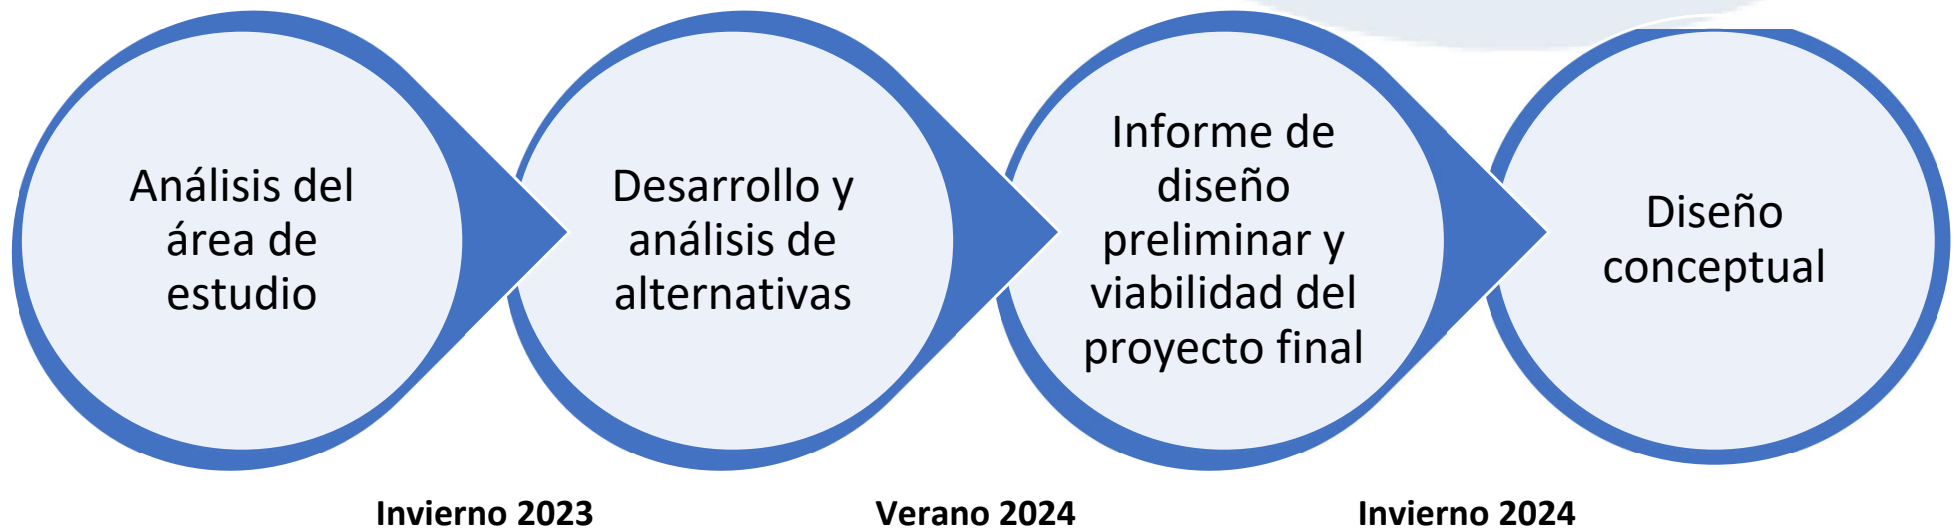 Análisis del
área de
estudio
Desarrollo y
análisis de
alternativas
Informe de
diseño
preliminar y
viabilidad del
proyecto final
Diseño
conceptual
Invierno 2023
Verano 2024
Invierno 2024